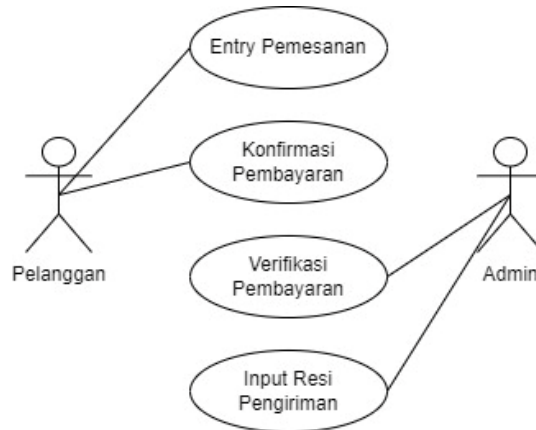 Entry Pemesanan
Konfirmasi
Pembayaran
Pelanggan
Verifikasi
Pembayaran
Admin
Input Resi
Pengiriman